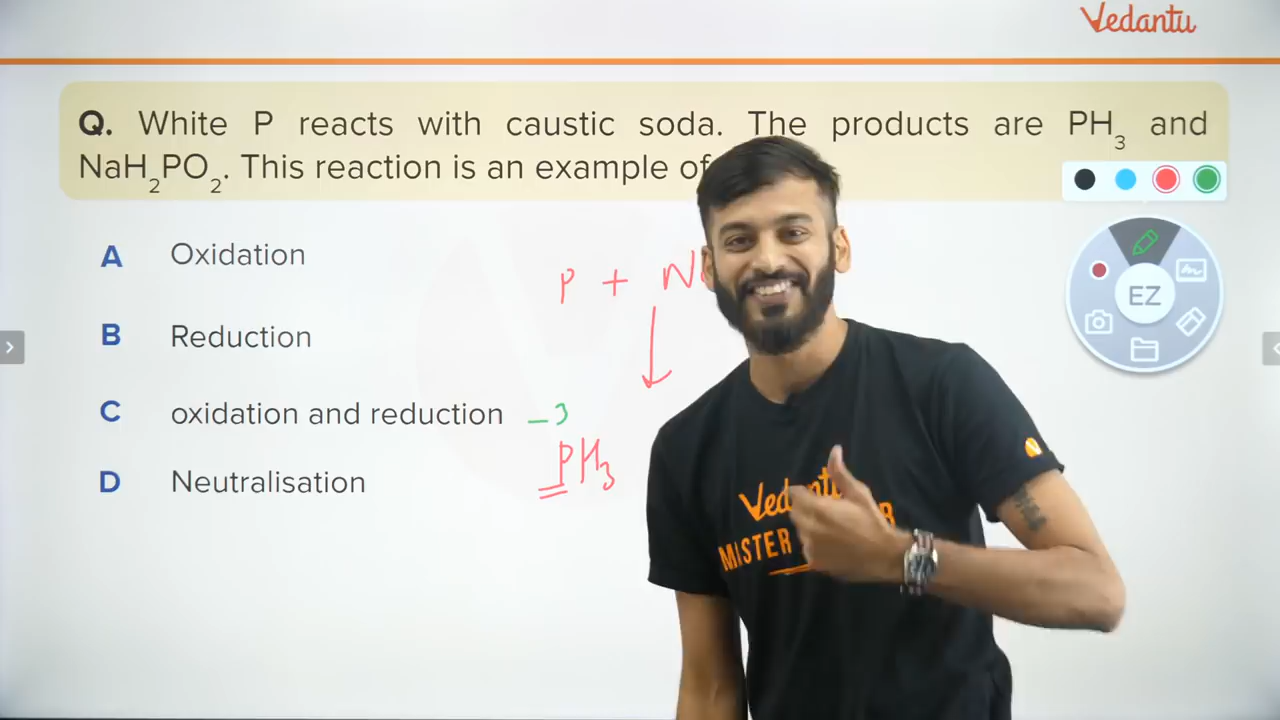 Vedantu
Q. White P reacts with caustic soda. The products are PH₃ and
NaH₂PO₂. This reaction is an example of
A Oxidation
B Reduction
C oxidation and reduction
D Neutralisation
P +
-3
PH₃
EZ
Vedantu
MASTER